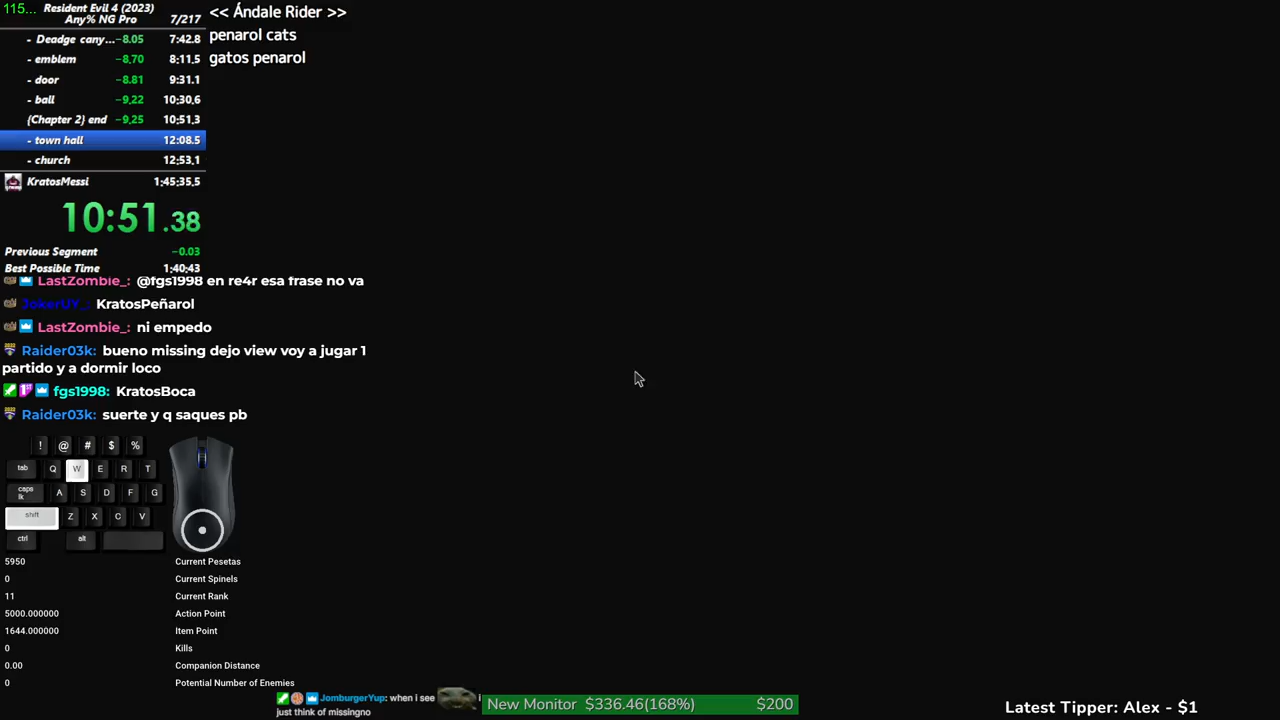 115...
Resident Evil 4 (2023)
Any% NG Pro 7/217
- Deadge cany... -8.05 7:42.8
- emblem -8.70 8:11.5
- door -8.81 9:31.1
- ball -9.22 10:30.6
{Chapter 2} end -9.25 10:51.3
- town hall 12:08.5
- church 12:53.1
KratosMessi 1:45:35.5
10:51.38
Previous Segment -0.03
Best Possible Time 1:40:43
<< Ándale Rider >>
penarol cats
gatos penarol
LastZombie_: @fgs1998 en re4r esa frase no va
JokerUY_: KratosPeñarol
LastZombie_: ni empedo
Raider03k: bueno missing dejo view voy a jugar 1
partido y a dormir loco
fgs1998: KratosBoca
Raider03k: suerte y q saques pb
! @ # $ %
tab Q W E R T
caps lk A S D F G
shift Z X C V
ctrl alt
5950 Current Pesetas
0 Current Spinels
11 Current Rank
5000.000000 Action Point
1644.000000 Item Point
0 Kills
0.00 Companion Distance
0 Potential Number of Enemies
JomburgerYup: when i see i
just think of missingno
New Monitor $336.46(168%) $200
Latest Tipper: Alex - $1